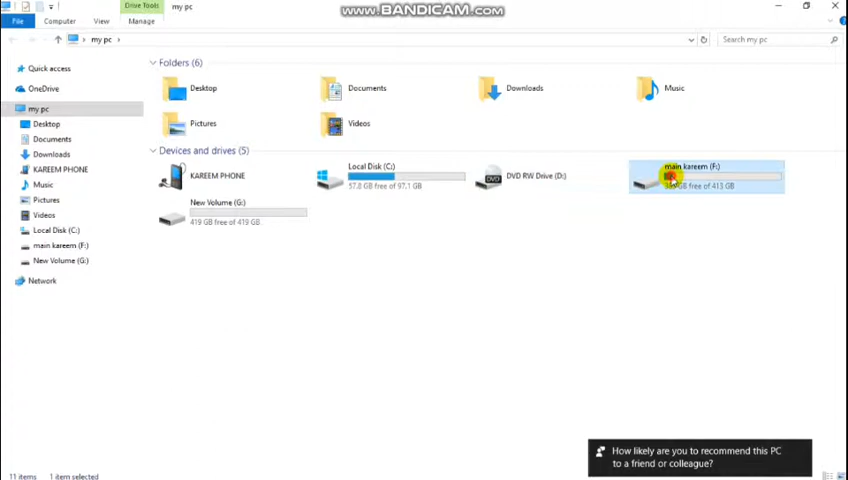 www.BANDICAM.com
Drive Tools
my pc
File
Computer
View
Manage
my pc
Search my pc
Quick access
OneDrive
my pc
Desktop
Documents
Downloads
KAREEM PHONE
Music
Pictures
Videos
Local Disk (C:)
main kareem (F:)
New Volume (G:)
Network
Folders (6)
Desktop
Documents
Downloads
Music
Pictures
Videos
Devices and drives (5)
KAREEM PHONE
Local Disk (C:)
57.8 GB free of 97.1 GB
DVD RW Drive (D:)
main kareem (F:)
GB free of 413 GB
New Volume (G:)
419 GB free of 419 GB
How likely are you to recommend this PC
to a friend or colleague?
11 items
1 item selected